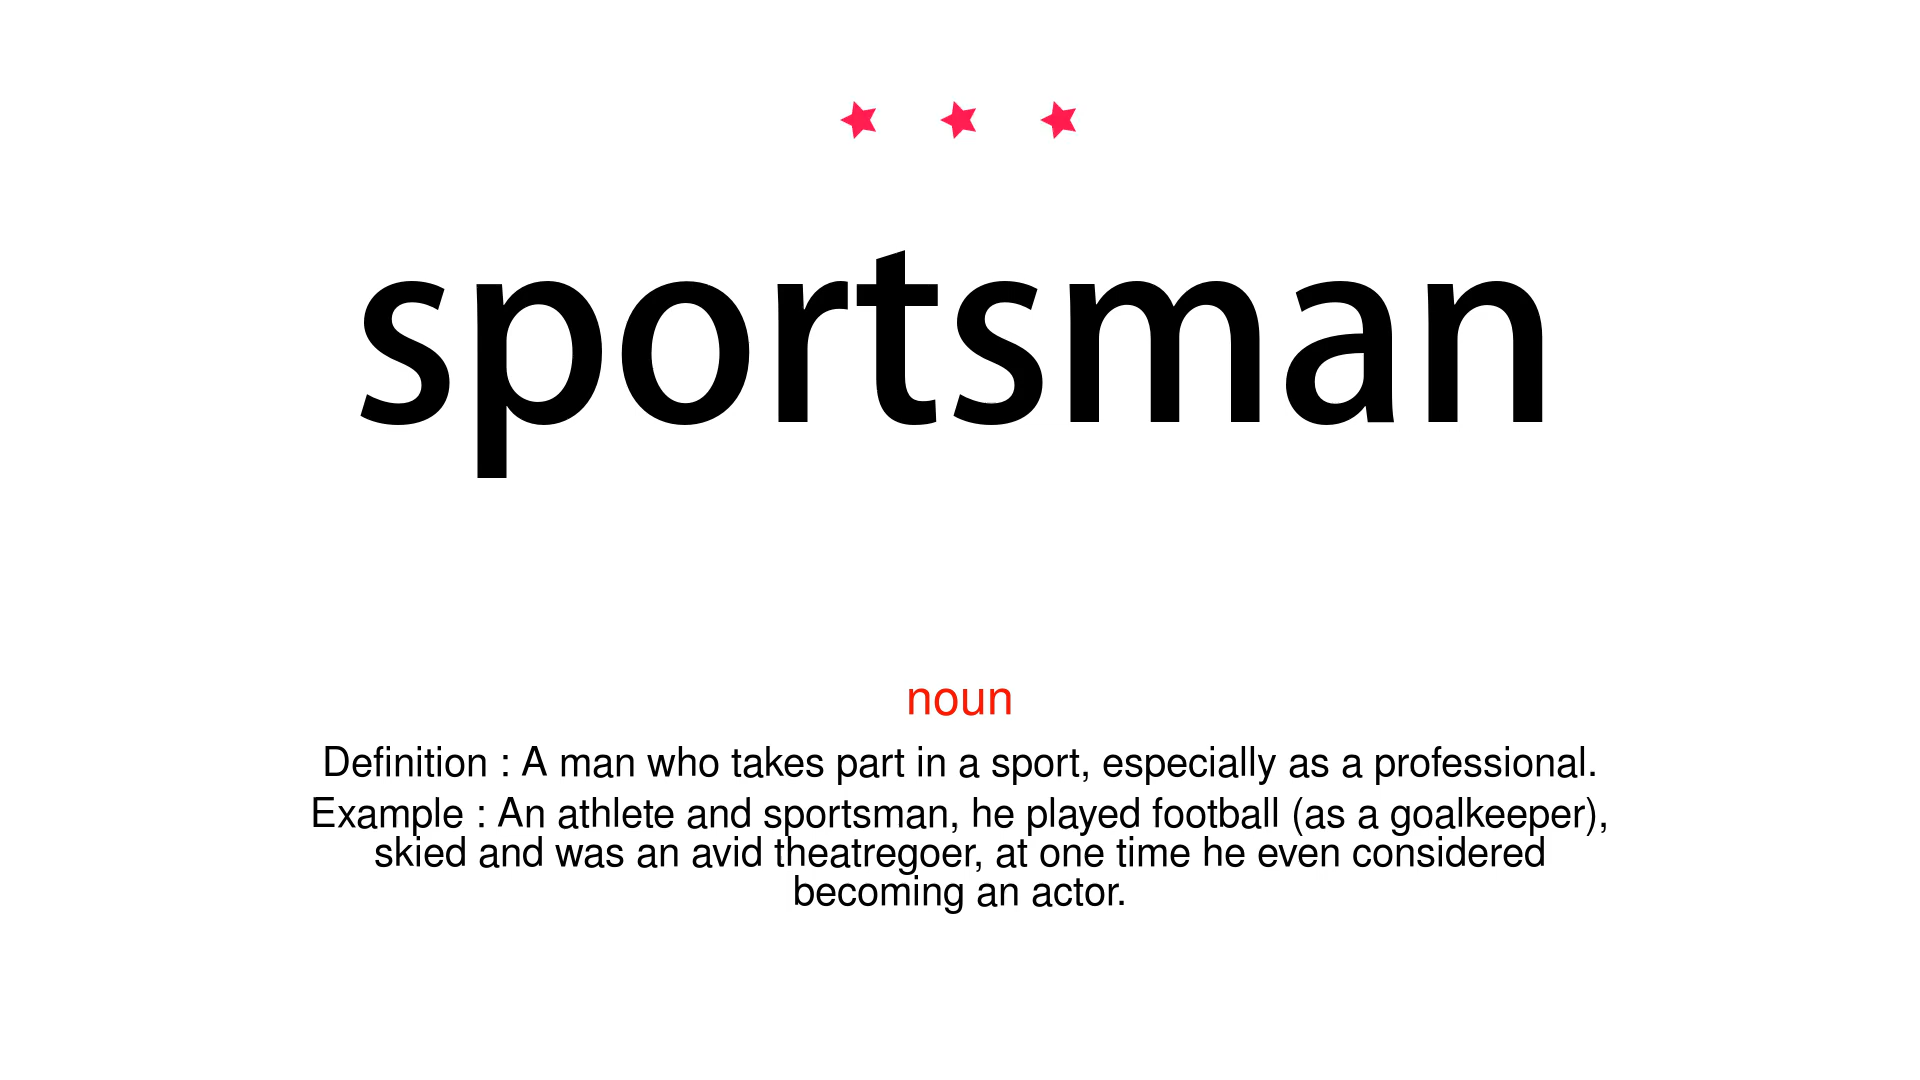 sportsman
noun
Definition : A man who takes part in a sport, especially as a professional.
Example : An athlete and sportsman, he played football (as a goalkeeper),
skied and was an avid theatregoer, at one time he even considered
becoming an actor.